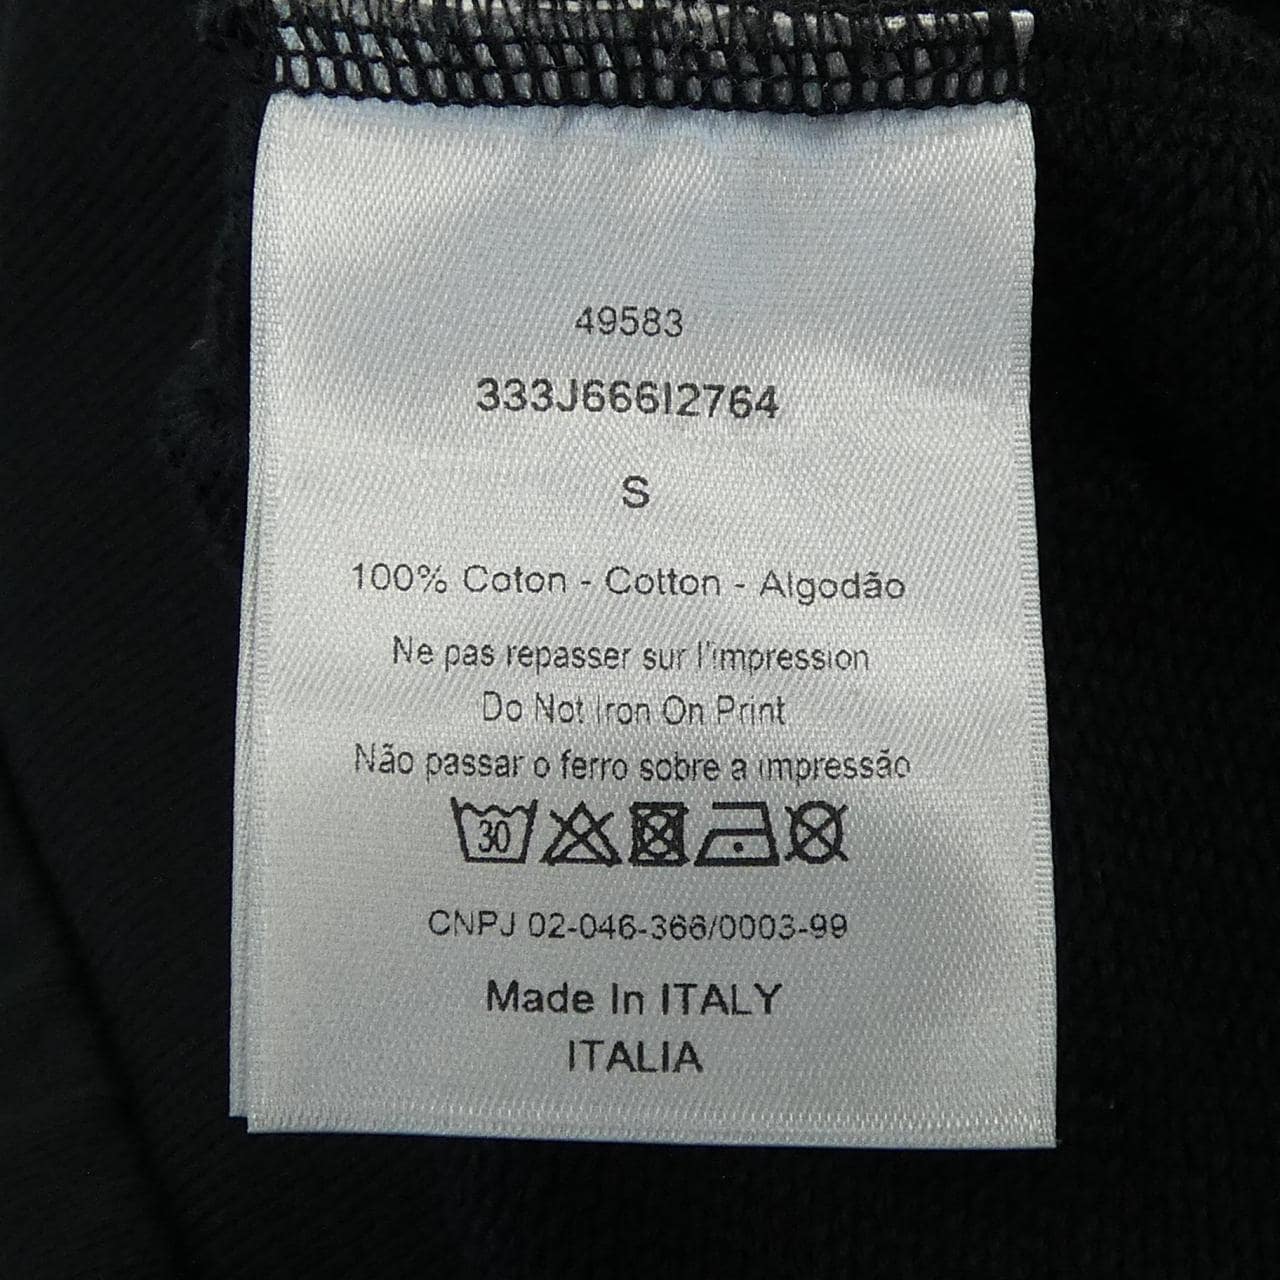 49583
333J666I2764
S
100% Coton - Cotton - Algodão
Ne pas repasser sur l'impression
Do Not Iron On Print
Não passar o ferro sobre a impressão
30
CNPJ 02-046-366/0003-99
Made In ITALY
ITALIA